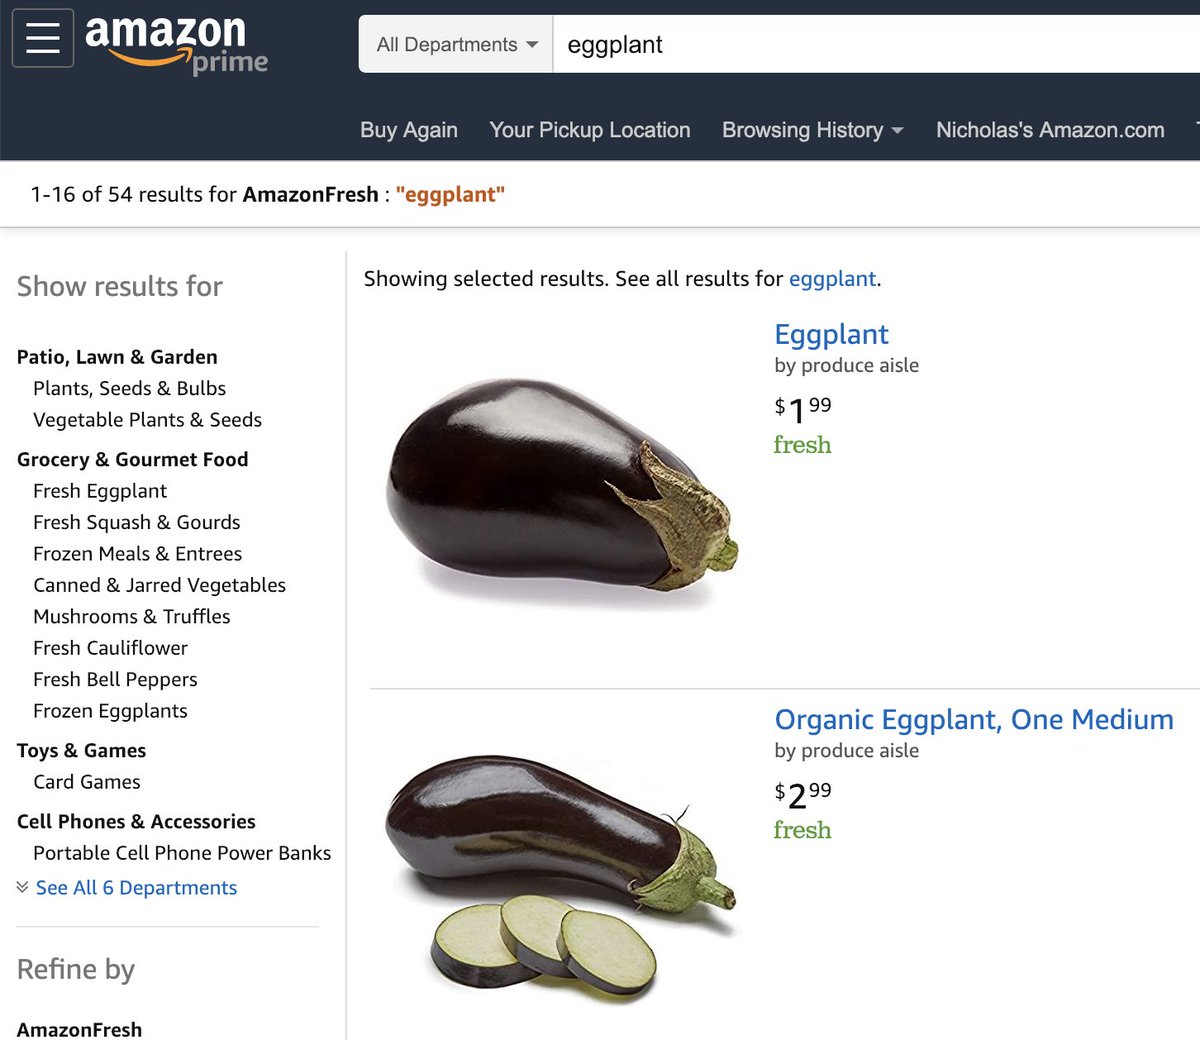 amazon
prime
All Departments
eggplant
Buy Again
Your Pickup Location
Browsing History
Nicholas's Amazon.com
1-16 of 54 results for AmazonFresh : "eggplant"
Show results for
Patio, Lawn & Garden
Plants, Seeds & Bulbs
Vegetable Plants & Seeds
Grocery & Gourmet Food
Fresh Eggplant
Fresh Squash & Gourds
Frozen Meals & Entrees
Canned & Jarred Vegetables
Mushrooms & Truffles
Fresh Cauliflower
Fresh Bell Peppers
Frozen Eggplants
Toys & Games
Card Games
Cell Phones & Accessories
Portable Cell Phone Power Banks
See All 6 Departments
Refine by
AmazonFresh
Showing selected results. See all results for eggplant.
Eggplant
by produce aisle
$1 99
fresh
Organic Eggplant, One Medium
by produce aisle
$2 99
fresh